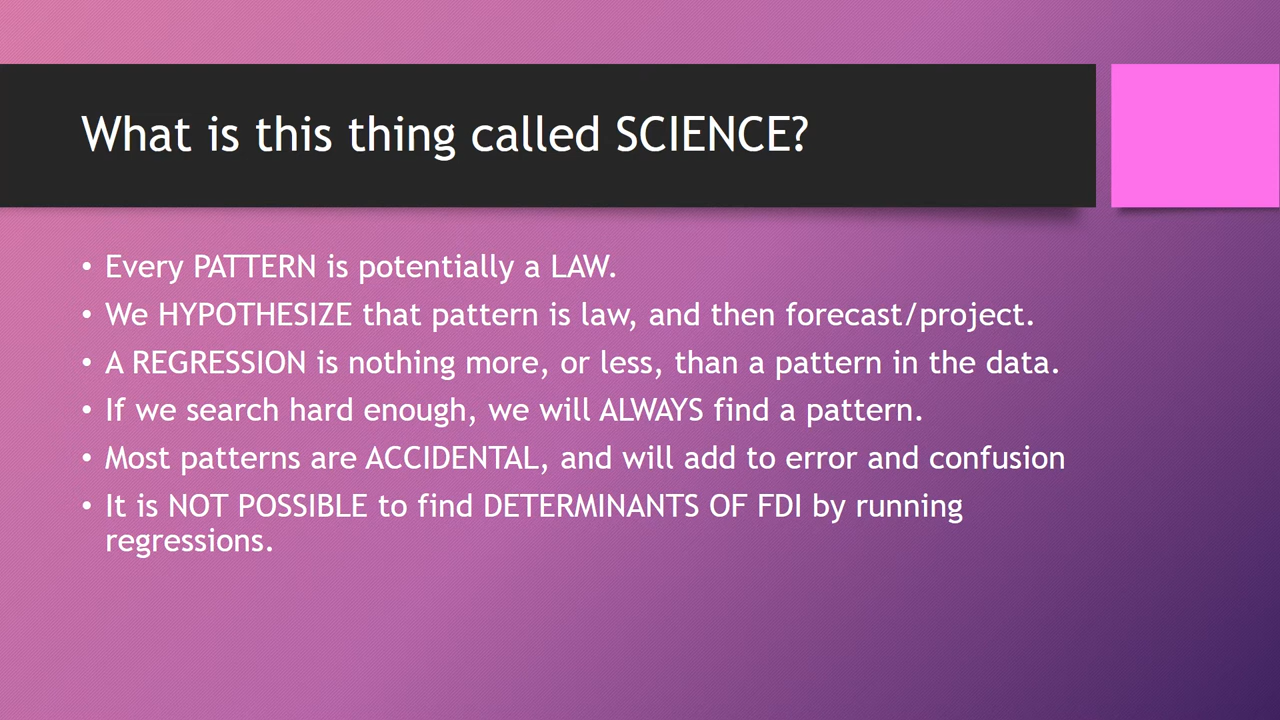 What is this thing called SCIENCE?
• Every PATTERN is potentially a LAW.
• We HYPOTHESIZE that pattern is law, and then forecast/project.
• A REGRESSION is nothing more, or less, than a pattern in the data.
• If we search hard enough, we will ALWAYS find a pattern.
• Most patterns are ACCIDENTAL, and will add to error and confusion
• It is NOT POSSIBLE to find DETERMINANTS OF FDI by running
regressions.